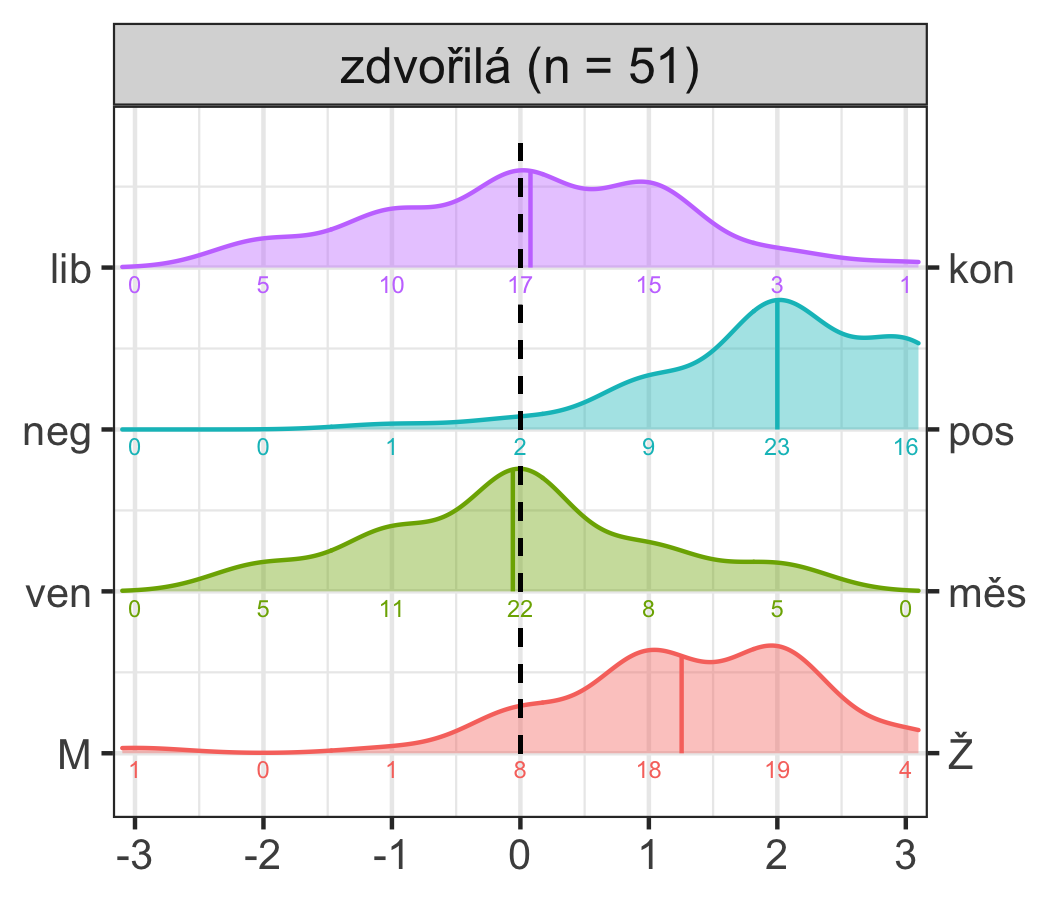 zdvořilá (n = 51)
lib kon
0 5 10 17 15 3 1
neg pos
0 0 1 2 9 23 16
ven měs
0 5 11 22 8 5 0
M Ž
1 0 1 8 18 19 4
-3 -2 -1 0 1 2 3